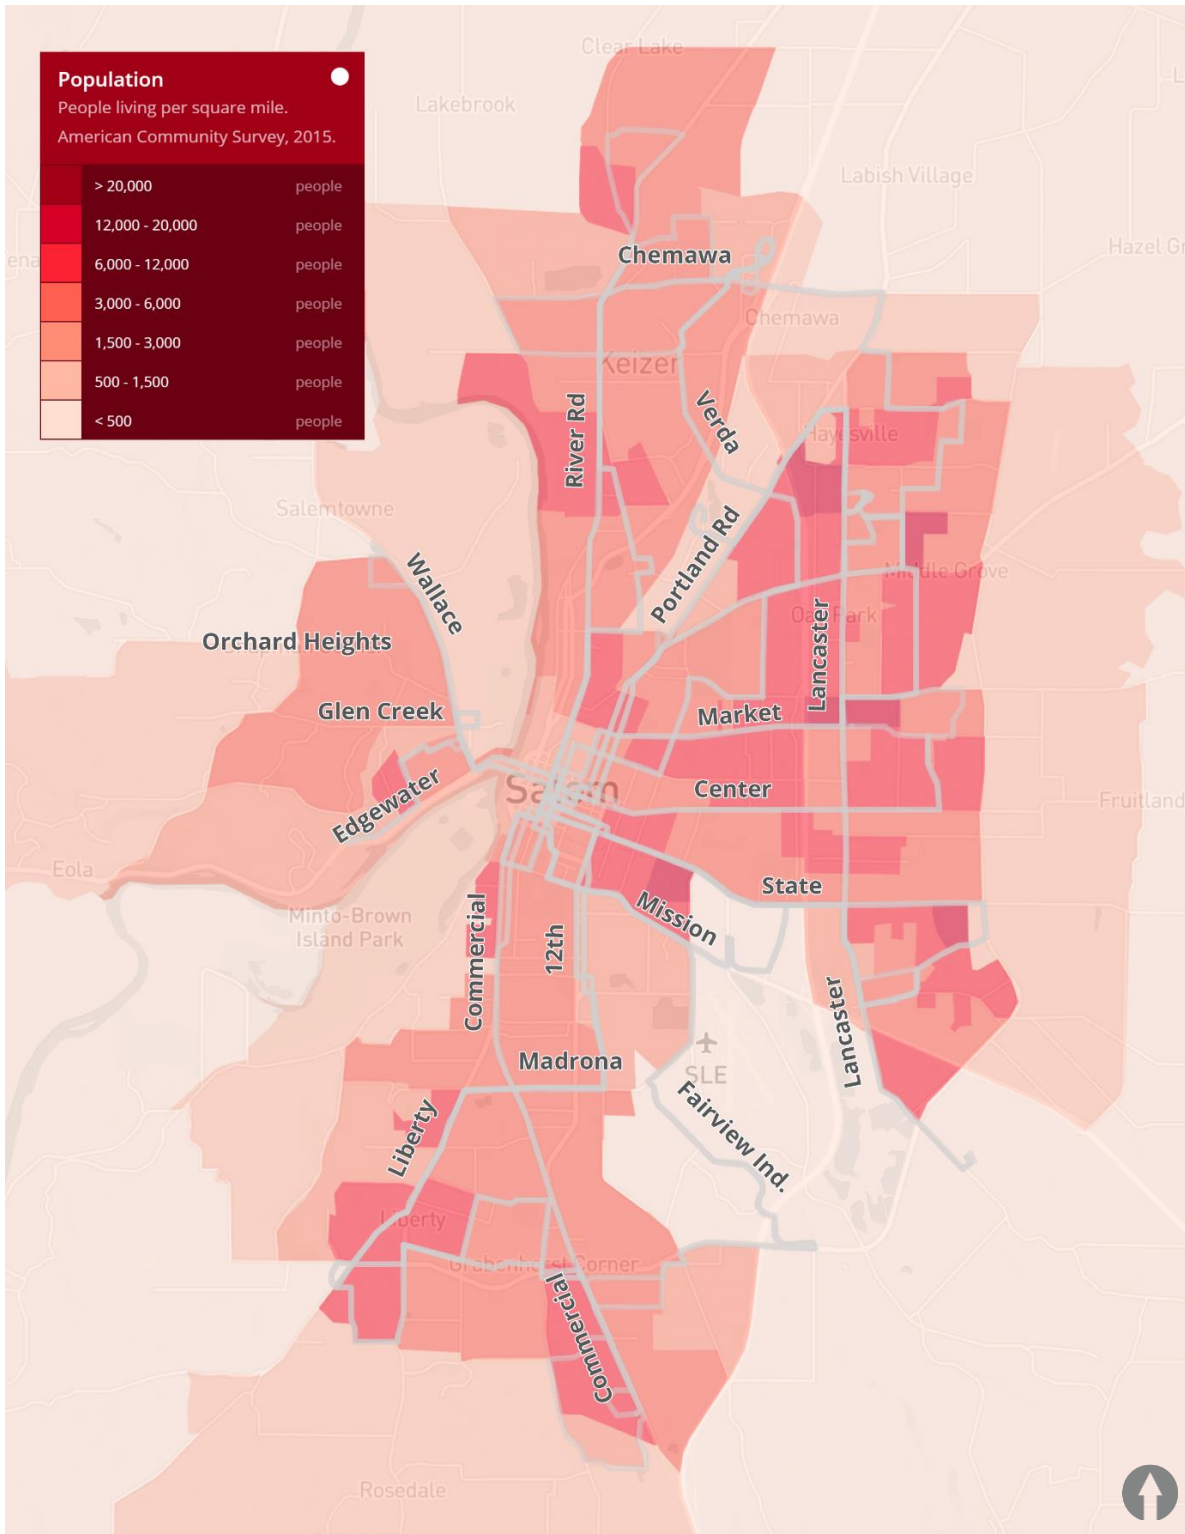 Clear Lake
Population
People living per square mile.
American Community Survey, 2015.
Lakebrook
Labish Village
> 20,000 people
12,000 - 20,000 people
6,000 - 12,000 people
3,000 - 6,000 people
1,500 - 3,000 people
500 - 1,500 people
< 500 people
Hazel Gr
Chemawa
Chemawa
Keizer
River Rd
Verda
Hayesville
Salemtowne
Portland Rd
Wallace
Middle Grove
Lancaster
Orchard Heights
Glen Creek
Market
Salem
Center
Edgewater
Fruitland
Eola
State
Minto-Brown
Island Park
Commercial
12th
Mission
Lancaster
Madrona
SLE
Liberty
Fairview Ind.
Liberty
Commercial
Rosedale